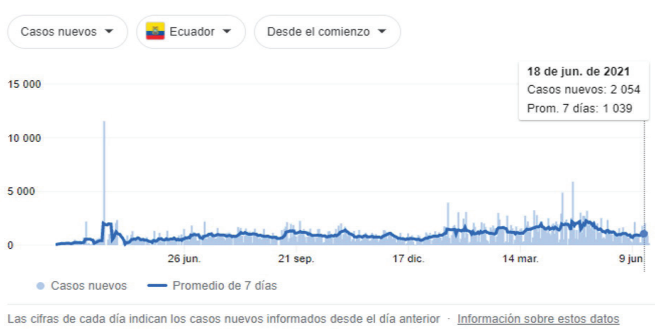 Casos nuevos Ecuador Desde el comienzo
18 de jun. de 2021
Casos nuevos: 2 054
Prom. 7 días: 1 039
15 000
10 000
5 000
0
26 jun. 21 sep. 17 dic. 14 mar. 9 jun.
Casos nuevos Promedio de 7 días
Las cifras de cada día indican los casos nuevos informados desde el día anterior · Información sobre estos datos